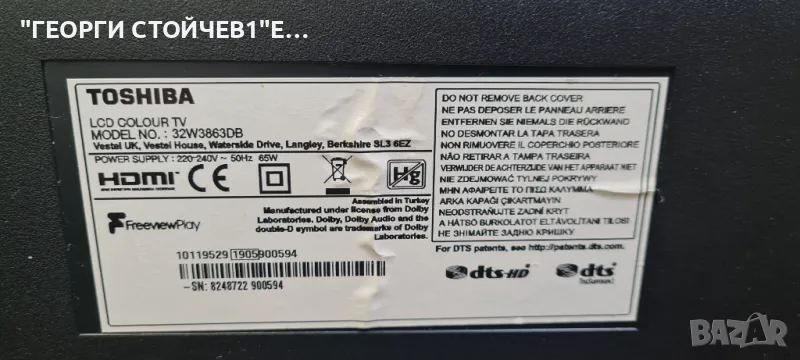 "ГЕОРГИ СТОЙЧЕВ1"Е...
TOSHIBA
LCD COLOUR TV
MODEL NO. : 32W3863DB
Vestel UK, Vestel House, Waterside Drive, Langley, Berkshire SL3 6EZ
POWER SUPPLY : 220-240V ~ 50Hz 65W
HDMI CE Hg
Assembled in Turkey
Manufactured under license from Dolby
Laboratories. Dolby, Dolby Audio and the
double-D symbol are trademarks of Dolby
Laboratories.
FreeviewPlay
10119529 1905900594
-SN: 8248722 900594
DO NOT REMOVE BACK COVER
NE PAS DEPOSER LE PANNEAU ARRIERE
ENTFERNEN SIE NIEMALS DIE RÜCKWAND
NO DESMONTAR LA TAPA TRASERA
NON RIMUOVERE IL COPERCHIO POSTERIORE
NÃO RETIRAR A TAMPA TRASEIRA
VERWIJDER DE ACHTERKANT VAN HET APPARAAT NIET
NIE ZDEJMOWAĆ TYLNEJ POKRYWY
ΜΗΝ ΑΦΑΙΡΕΙΤΕ ΤΟ ΠΙΣΩ ΚΑΛΥΜΜΑ
ARKA KAPAĞI ÇIKARTMAYIN
NEODSTRAŇUJTE ZADNÍ KRYT
A HÁTSÓ BURKOLATOT ELTÁVOLÍTANI TILOS!
НЕ ЗНІМАЙТЕ ЗАДНЮ КРИШКУ
For DTS patents, see http://patents.dts.com.
dts-HD
dts
TruSurround
BAZAR